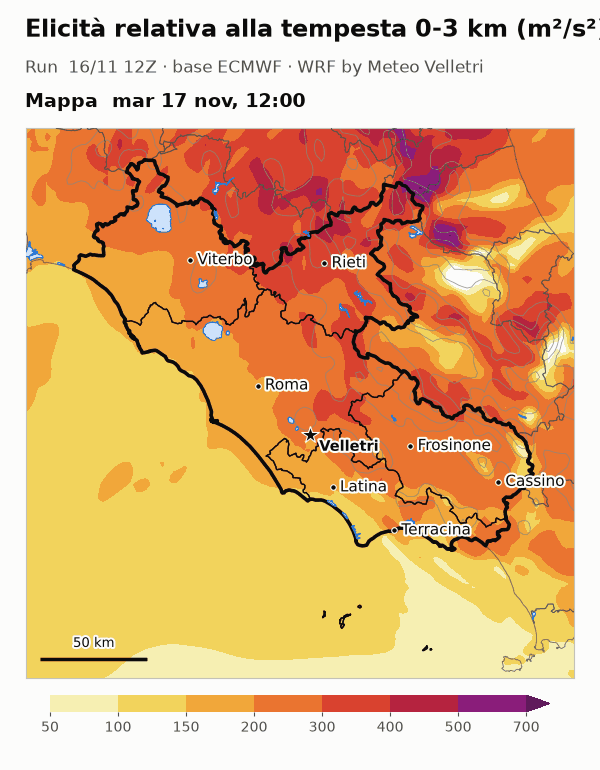 Elicità relativa alla tempesta 0-3 km (m²/s²)
Run 16/11 12Z · base ECMWF · WRF by Meteo Velletri
Mappa mar 17 nov, 12:00
Viterbo
Rieti
Roma
Velletri
Frosinone
Latina
Cassino
Terracina
50 km
50 100 150 200 300 400 500 700